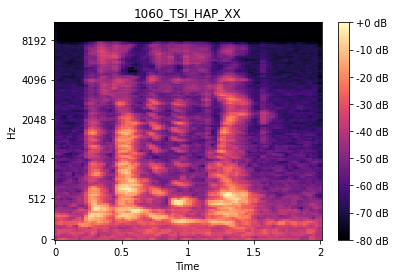 1060_TSI_HAP_XX
+0 dB
8192
-10 dB
4096
-20 dB
-30 dB
2048
-40 dB
Hz
1024
-50 dB
512
-60 dB
-70 dB
0
-80 dB
0 0.5 1 1.5 2
Time